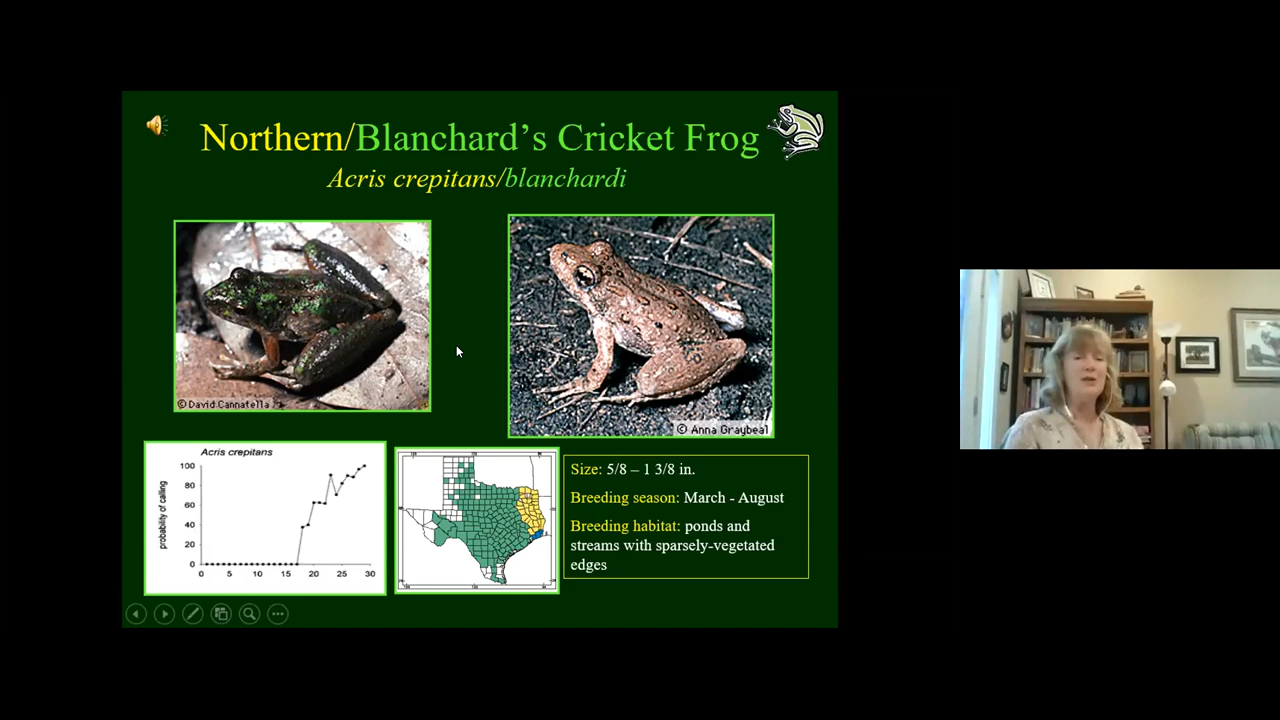 Northern/Blanchard's Cricket Frog
Acris crepitans/blanchardi
© David Cannatella
© Anna Graybeal
Acris crepitans
probability of calling
100
80
60
40
20
0
0 5 10 15 20 25 30
Size: 5/8 – 1 3/8 in.
Breeding season: March - August
Breeding habitat: ponds and
streams with sparsely-vegetated
edges